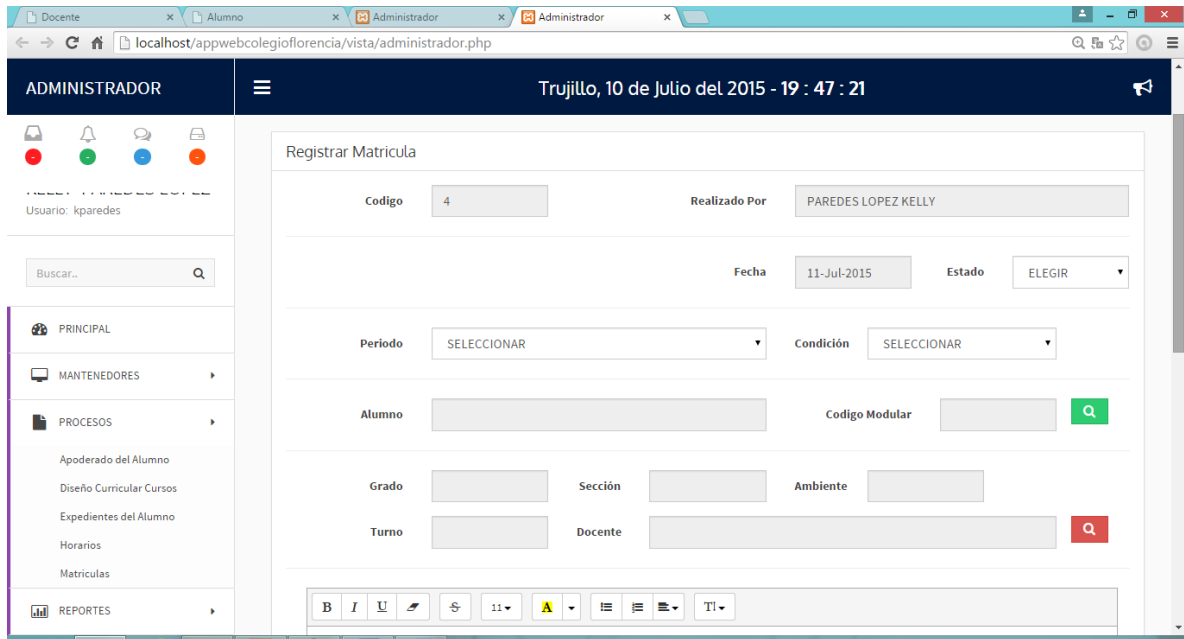 Docente
Alumno
Administrador
Administrador
localhost/appwebcolegioflorencia/vista/administrador.php
ADMINISTRADOR
Trujillo, 10 de Julio del 2015 - 19 : 47 : 21
Usuario: kparedes
Buscar..
PRINCIPAL
MANTENEDORES
PROCESOS
Apoderado del Alumno
Diseño Curricular Cursos
Expedientes del Alumno
Horarios
Matriculas
REPORTES
Registrar Matricula
Codigo 4 Realizado Por PAREDES LOPEZ KELLY
Fecha 11-Jul-2015 Estado ELEGIR
Periodo SELECCIONAR Condición SELECCIONAR
Alumno Codigo Modular
Grado Sección Ambiente
Turno Docente
B I U S 11 A TI